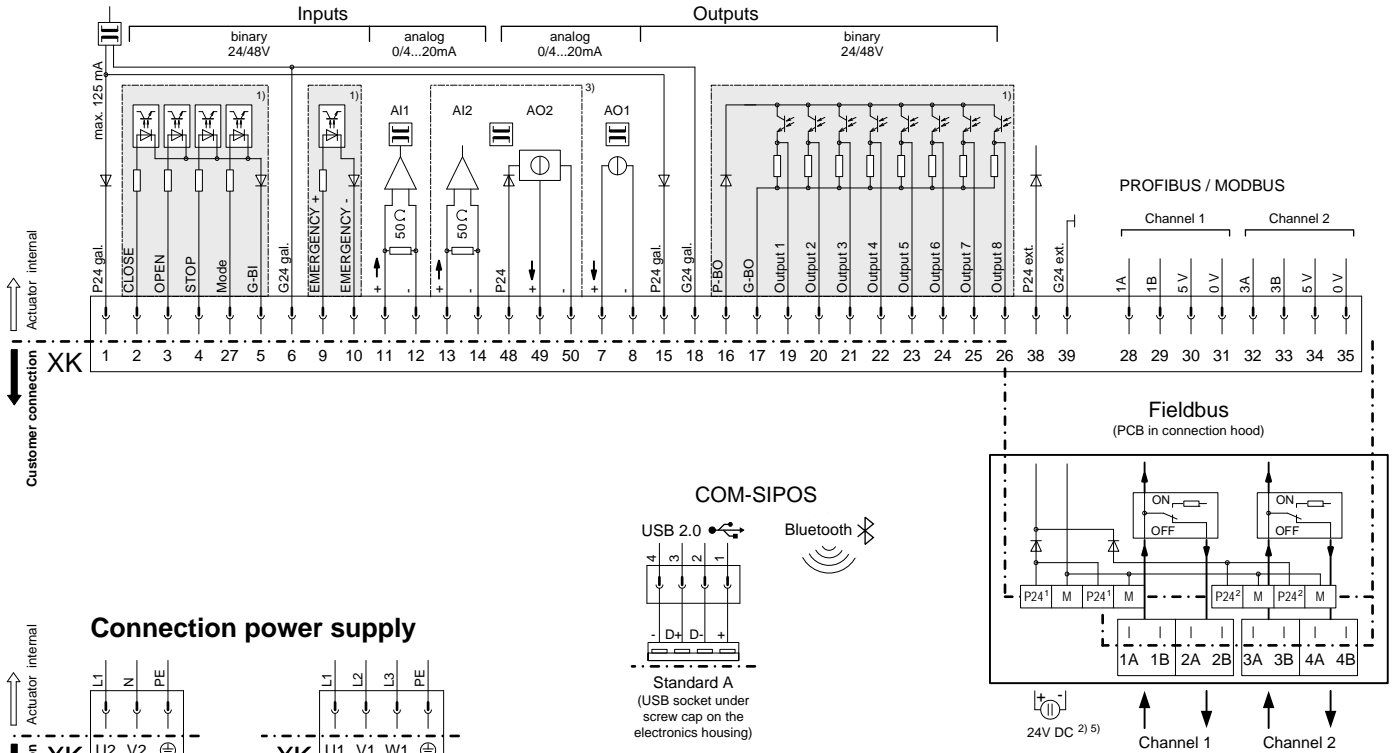 Inputs
Outputs
binary
24/48V
analog
0/4...20mA
analog
0/4...20mA
binary
24/48V
max. 125 mA
1)
1)
3)
1)
AI1
AI2
AO2
AO1
50Ω
50Ω
PROFIBUS / MODBUS
Channel 1
Channel 2
Actuator internal
P24 gal.
CLOSE
OPEN
STOP
Mode
G-BI
G24 gal.
EMERGENCY +
EMERGENCY -
+
-
+
-
P24
+
-
+
-
P24 gal.
G24 gal.
P-BO
G-BO
Output 1
Output 2
Output 3
Output 4
Output 5
Output 6
Output 7
Output 8
P24 ext.
G24 ext.
1A
1B
5 V
0 V
3A
3B
5 V
0 V
XK 1 2 3 4 27 5 6 9 10 11 12 13 14 48 49 50 7 8 15 18 16 17 19 20 21 22 23 24 25 26 38 39 28 29 30 31 32 33 34 35
Customer connection
Fieldbus
(PCB in connection hood)
ON
OFF
ON
OFF
P24¹ M P24¹ M P24² M P24² M
1A 1B 2A 2B 3A 3B 4A 4B
+ -
24V DC 2) 5)
Channel 1
Channel 2
COM-SIPOS
USB 2.0
Bluetooth
4 3 2 1
- D+ D- +
Standard A
(USB socket under
screw cap on the
electronics housing)
Connection power supply
Actuator internal
L1 N PE
L1 L2 L3 PE
XK U2 V2
XK U1 V1 W1